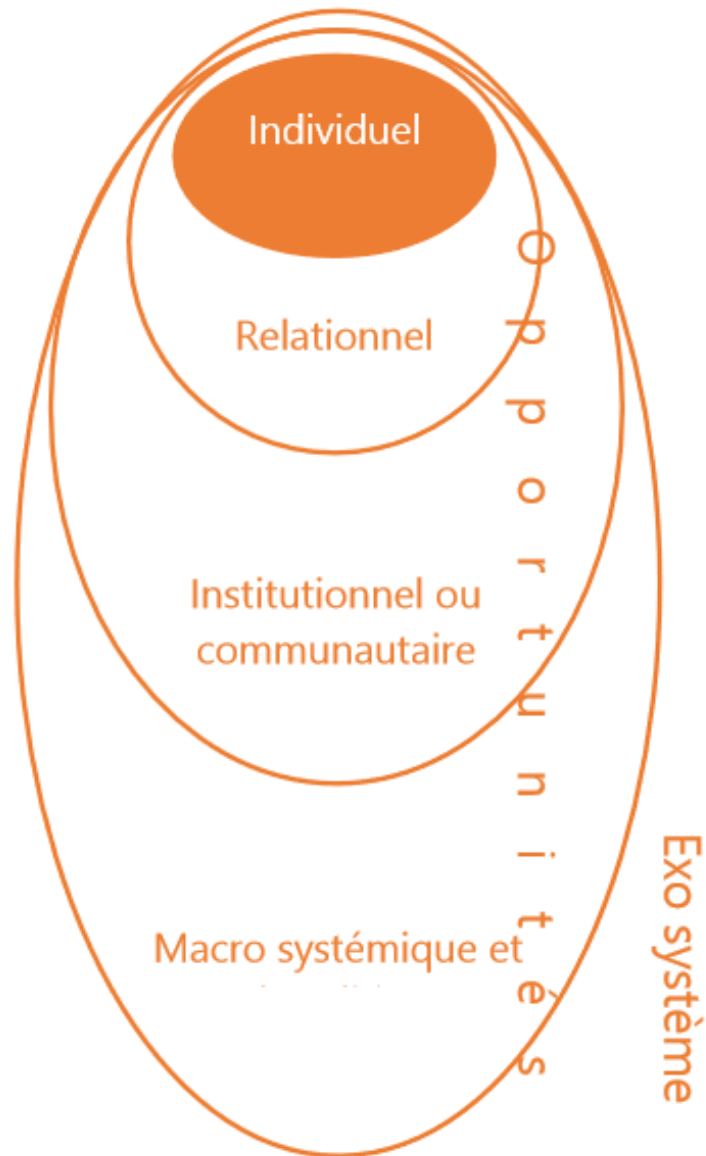 Individuel
Relationnel
Institutionnel ou
communautaire
Macro systémique et
Opportunités
Exo système